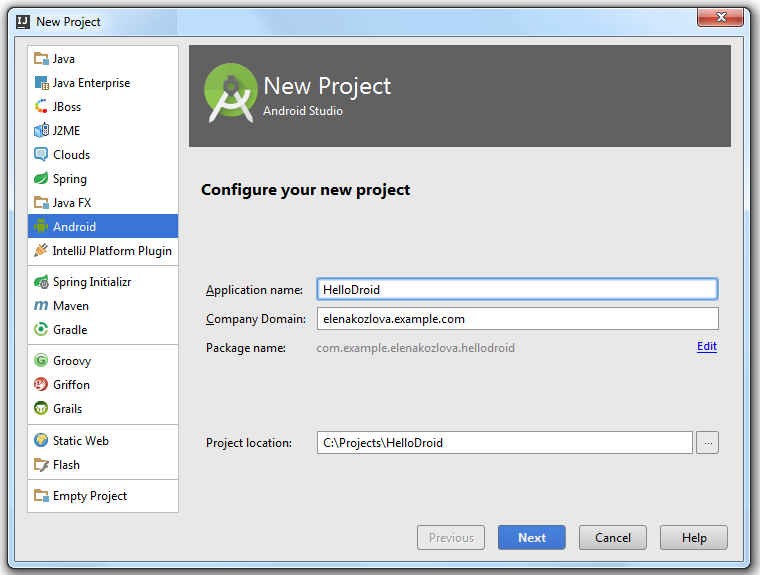 New Project
Java
Java Enterprise
JBoss
J2ME
Clouds
Spring
Java FX
Android
IntelliJ Platform Plugin
Spring Initializr
Maven
Gradle
Groovy
Griffon
Grails
Static Web
Flash
Empty Project
New Project
Android Studio
Configure your new project
Application name: HelloDroid
Company Domain: elenakozlova.example.com
Package name: com.example.elenakozlova.hellodroid Edit
Project location: C:\Projects\HelloDroid ...
Previous Next Cancel Help